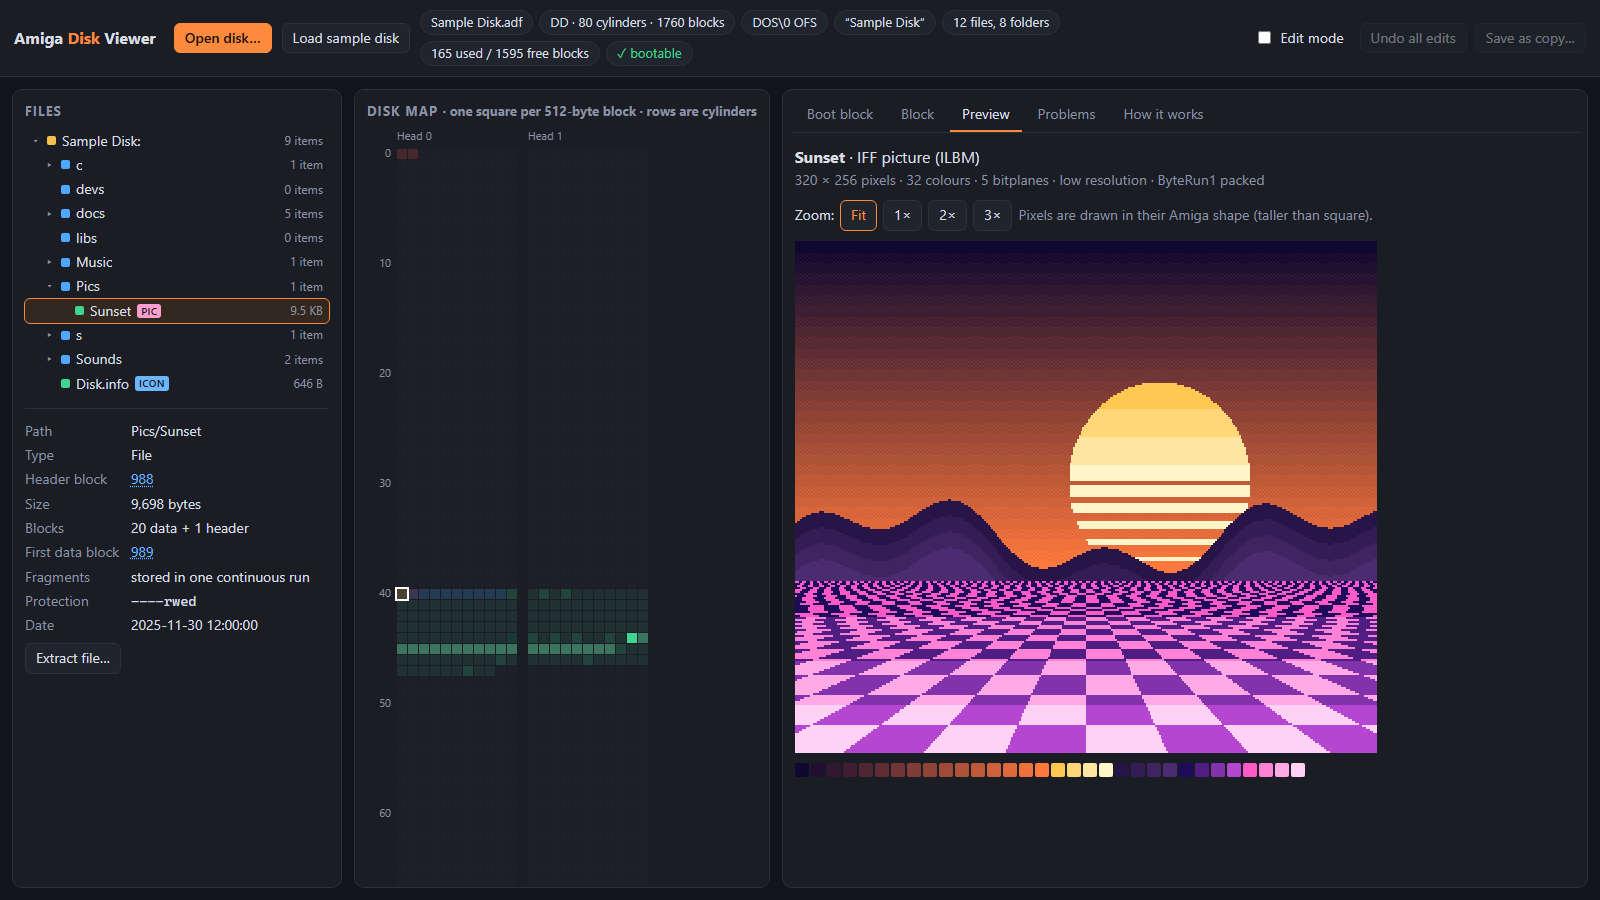 Amiga Disk Viewer
Open disk...
Load sample disk
Sample Disk.adf
DD · 80 cylinders · 1760 blocks
DOS\0 OFS
“Sample Disk”
12 files, 8 folders
165 used / 1595 free blocks
✓ bootable
Edit mode
Undo all edits
Save as copy...
FILES
Sample Disk: 9 items
c 1 item
devs 0 items
docs 5 items
libs 0 items
Music 1 item
Pics 1 item
Sunset PIC 9.5 KB
s 1 item
Sounds 2 items
Disk.info ICON 646 B
Path Pics/Sunset
Type File
Header block 988
Size 9,698 bytes
Blocks 20 data + 1 header
First data block 989
Fragments stored in one continuous run
Protection ----rwed
Date 2025-11-30 12:00:00
Extract file...
DISK MAP · one square per 512-byte block · rows are cylinders
Head 0 Head 1
0
10
20
30
40
50
60
Boot block Block Preview Problems How it works
Sunset · IFF picture (ILBM)
320 × 256 pixels · 32 colours · 5 bitplanes · low resolution · ByteRun1 packed
Zoom: Fit 1× 2× 3× Pixels are drawn in their Amiga shape (taller than square).